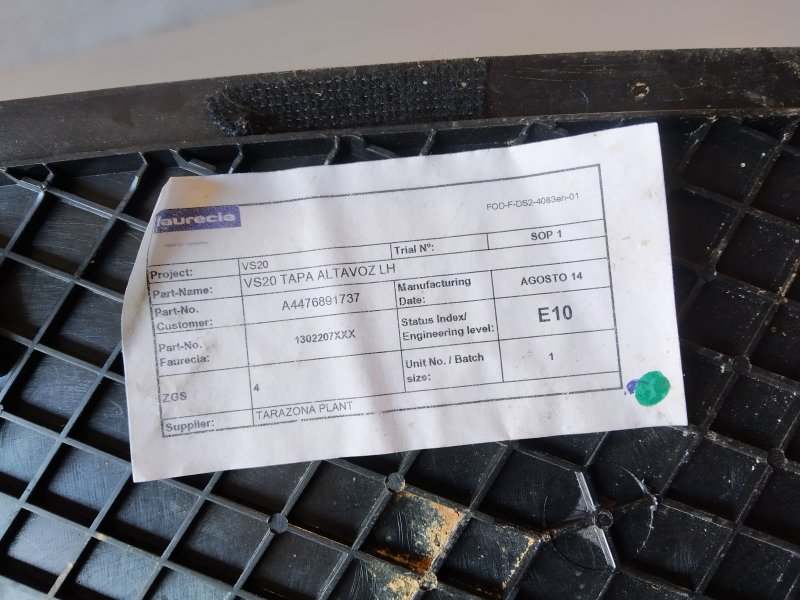 faurecia
FOO-F-DS2-4083eh-01
Project: VS20 Trial Nº: SOP 1
Part-Name: VS20 TAPA ALTAVOZ LH
Part-No. Customer: A4476891737 Manufacturing Date: AGOSTO 14
Part-No. Faurecia: 1302207XXX Status Index/ Engineering level: E10
ZGS 4 Unit No. / Batch size: 1
Supplier: TARAZONA PLANT